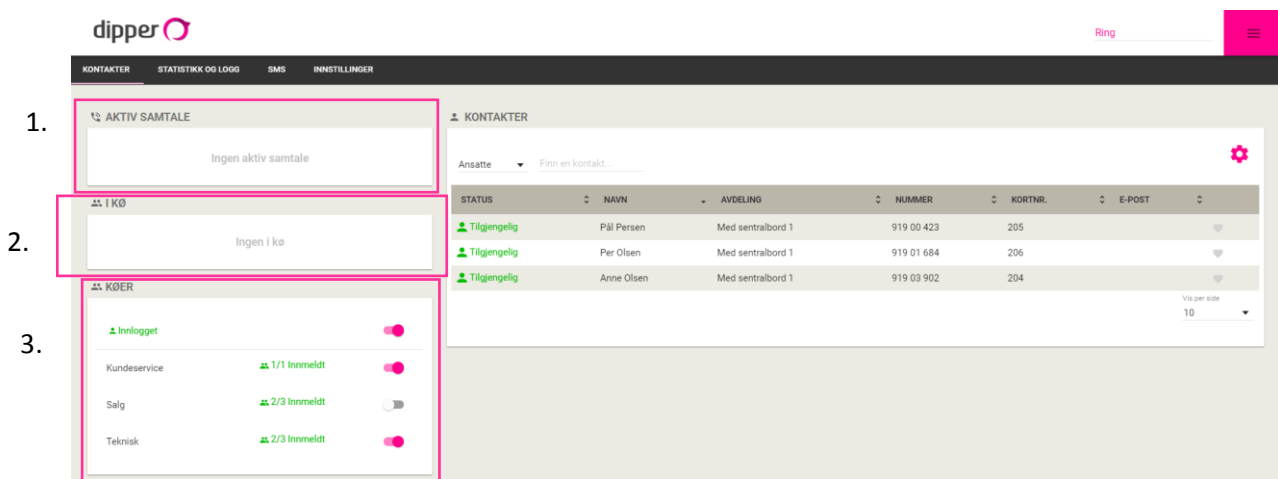 dipper
Ring
KONTAKTER STATISTIKK OG LOGG SMS INNSTILLINGER
1.
AKTIV SAMTALE
Ingen aktiv samtale
2.
I KØ
Ingen i kø
3.
KØER
Innlogget
Kundeservice 1/1 Innmeldt
Salg 2/3 Innmeldt
Teknisk 2/3 Innmeldt
KONTAKTER
Ansatte Finn en kontakt...
STATUS NAVN AVDELING NUMMER KORTNR. E-POST
Tilgjengelig Pål Persen Med sentralbord 1 919 00 423 205
Tilgjengelig Per Olsen Med sentralbord 1 919 01 684 206
Tilgjengelig Anne Olsen Med sentralbord 1 919 03 902 204
Vis per side
10